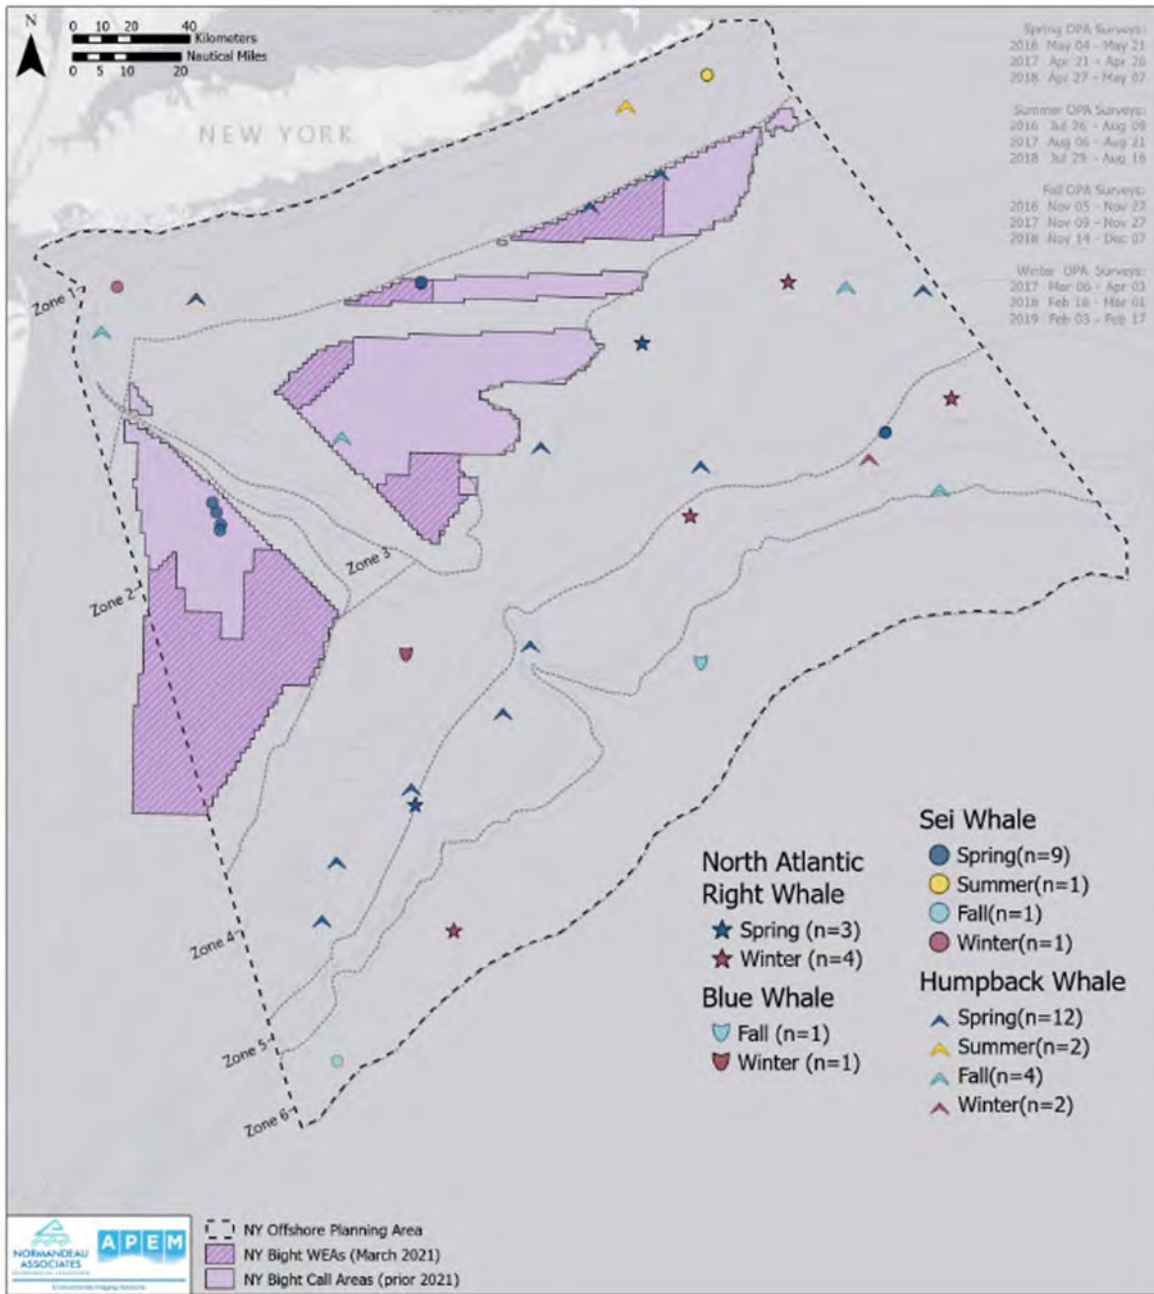 N
0 10 20 40
Kilometers
Nautical Miles
0 5 10 20
NEW YORK
Spring OPA Surveys:
2016 May 04 - May 21
2017 Apr 21 - Apr 26
2018 Apr 27 - May 02
Summer OPA Surveys:
2016 Jul 26 - Aug 09
2017 Aug 06 - Aug 21
2018 Jul 29 - Aug 16
Fall OPA Surveys:
2016 Nov 05 - Nov 27
2017 Nov 09 - Nov 27
2018 Nov 14 - Dec 07
Winter OPA Surveys:
2017 Mar 06 - Apr 03
2018 Feb 18 - Mar 01
2019 Feb 03 - Feb 17
Zone 1
Zone 2
Zone 3
Zone 4
Zone 5
Zone 6
North Atlantic
Right Whale
Spring (n=3)
Winter (n=4)
Blue Whale
Fall (n=1)
Winter (n=1)
Sei Whale
Spring(n=9)
Summer(n=1)
Fall(n=1)
Winter(n=1)
Humpback Whale
Spring(n=12)
Summer(n=2)
Fall(n=4)
Winter(n=2)
NORMANDEAU
ASSOCIATES
APEM
NY Offshore Planning Area
NY Bight WEAs (March 2021)
NY Bight Call Areas (prior 2021)